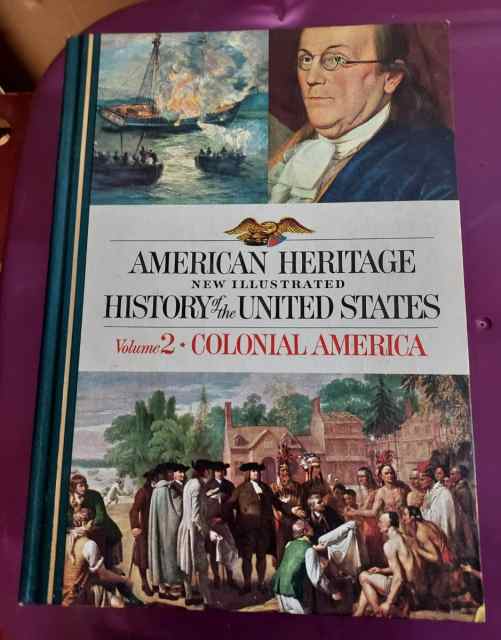 AMERICAN HERITAGE
NEW ILLUSTRATED
HISTORY of the UNITED STATES
Volume 2 • COLONIAL AMERICA